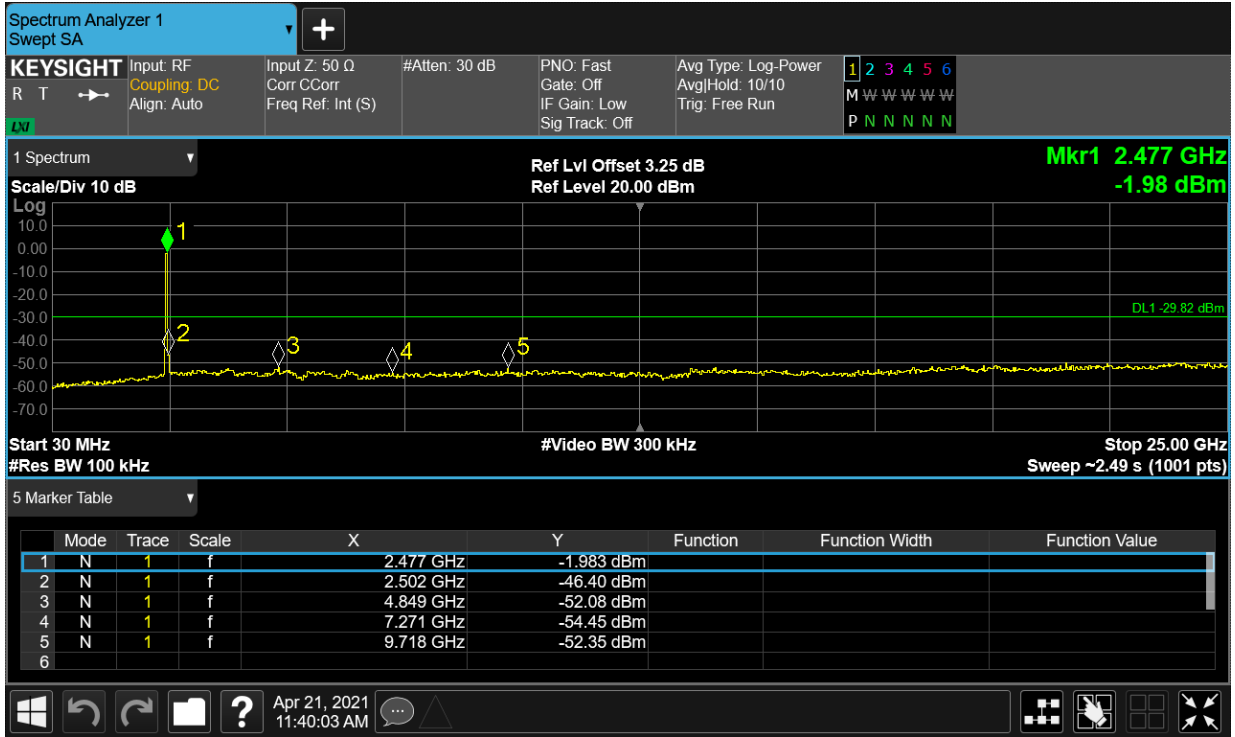 Spectrum Analyzer 1
Swept SA
KEYSIGHT Input: RF Input Z: 50 Ω #Atten: 30 dB PNO: Fast Avg Type: Log-Power 1 2 3 4 5 6
R T Coupling: DC Corr CCorr Gate: Off Avg|Hold: 10/10 M W W W W W
Align: Auto Freq Ref: Int (S) IF Gain: Low Trig: Free Run
LXI Sig Track: Off P N N N N N
1 Spectrum Ref Lvl Offset 3.25 dB Mkr1 2.477 GHz
Scale/Div 10 dB Ref Level 20.00 dBm -1.98 dBm
Log
10.0 1
0.00
-10.0
-20.0
DL1 -29.82 dBm
-30.0
-40.0 2 3 4 5
-50.0
-60.0
-70.0
Start 30 MHz #Video BW 300 kHz Stop 25.00 GHz
#Res BW 100 kHz Sweep ~2.49 s (1001 pts)
5 Marker Table
Mode Trace Scale X Y Function Function Width Function Value
1 N 1 f 2.477 GHz -1.983 dBm
2 N 1 f 2.502 GHz -46.40 dBm
3 N 1 f 4.849 GHz -52.08 dBm
4 N 1 f 7.271 GHz -54.45 dBm
5 N 1 f 9.718 GHz -52.35 dBm
6
? Apr 21, 2021
11:40:03 AM